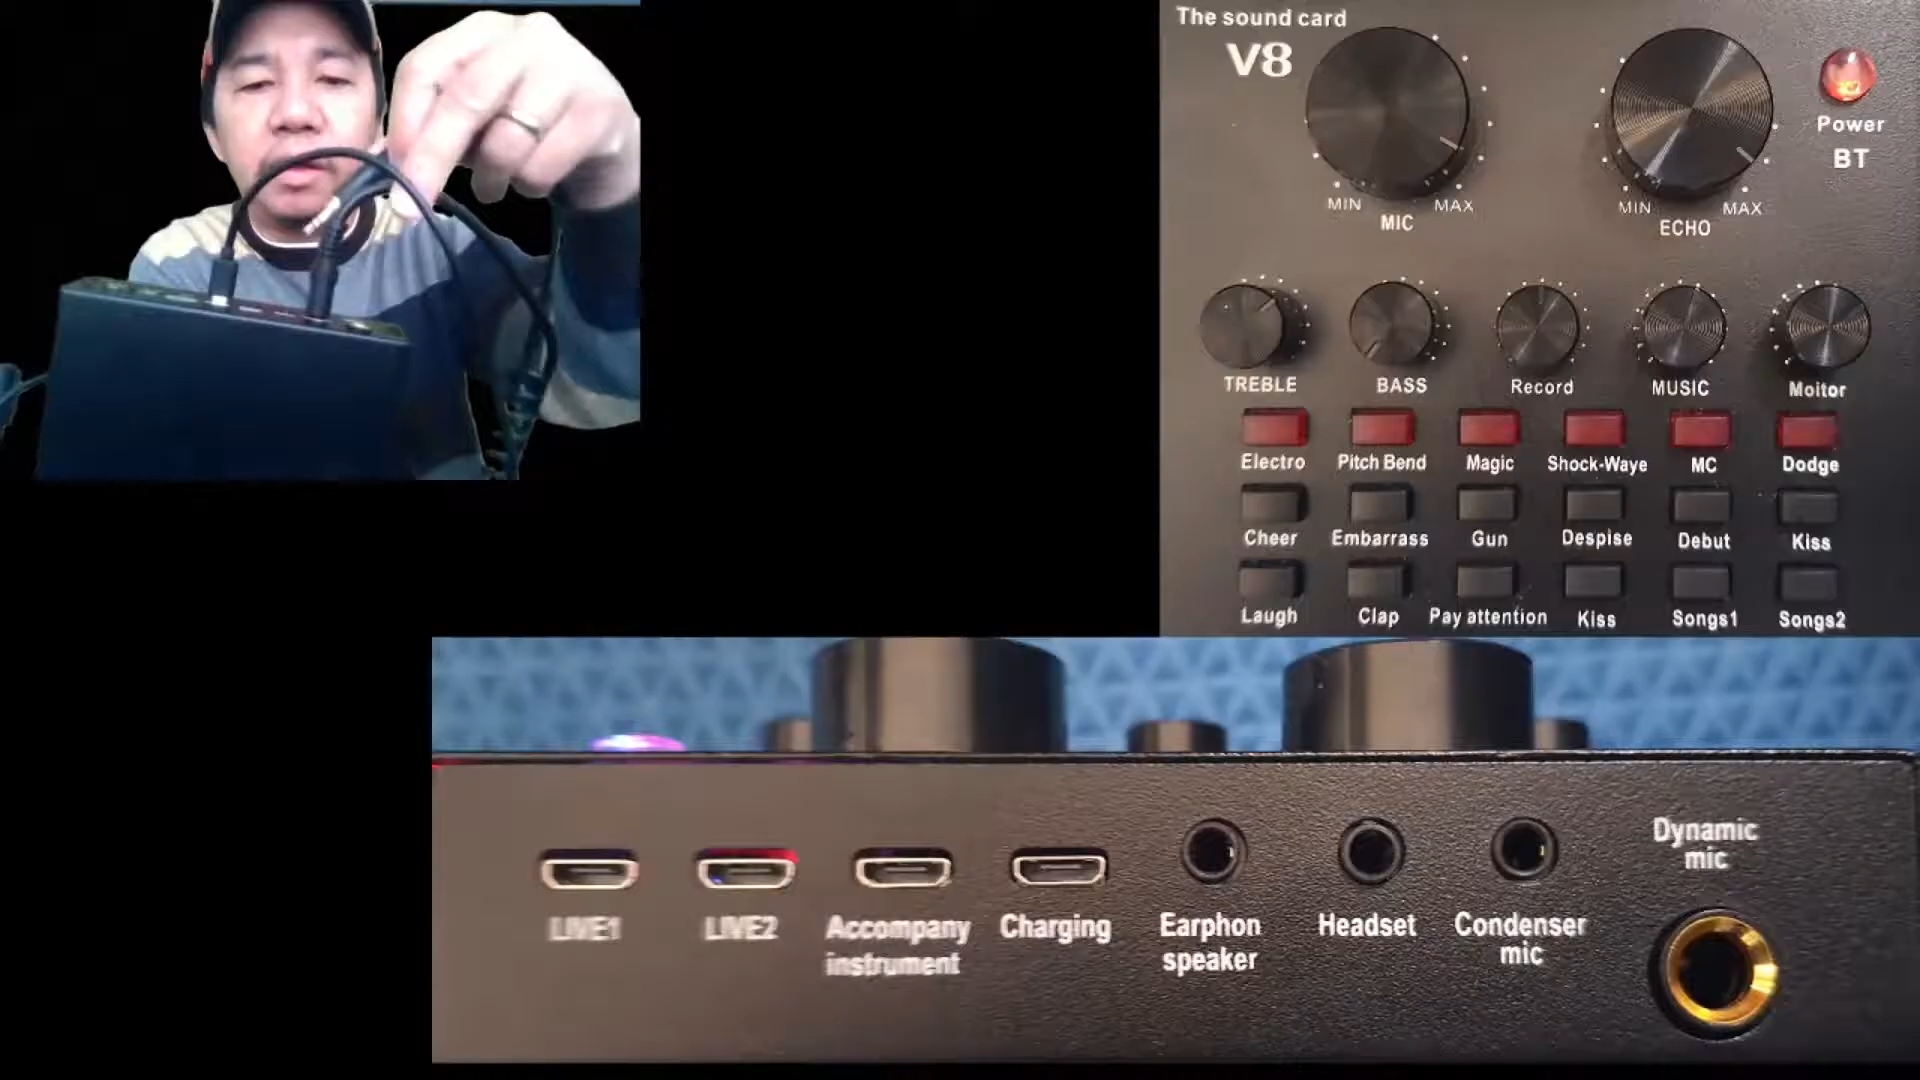 The sound card
V8
Power
BT
MIN
MAX
MIC
MIN
MAX
ECHO
TREBLE
BASS
Record
MUSIC
Moitor
Electro
Pitch Bend
Magic
Shock-Waye
MC
Dodge
Cheer
Embarrass
Gun
Despise
Debut
Kiss
Laugh
Clap
Pay attention
Kiss
Songs1
Songs2
LIVE1
LIVE2
Accompany
instrument
Charging
Earphon
speaker
Headset
Condenser
mic
Dynamic
mic